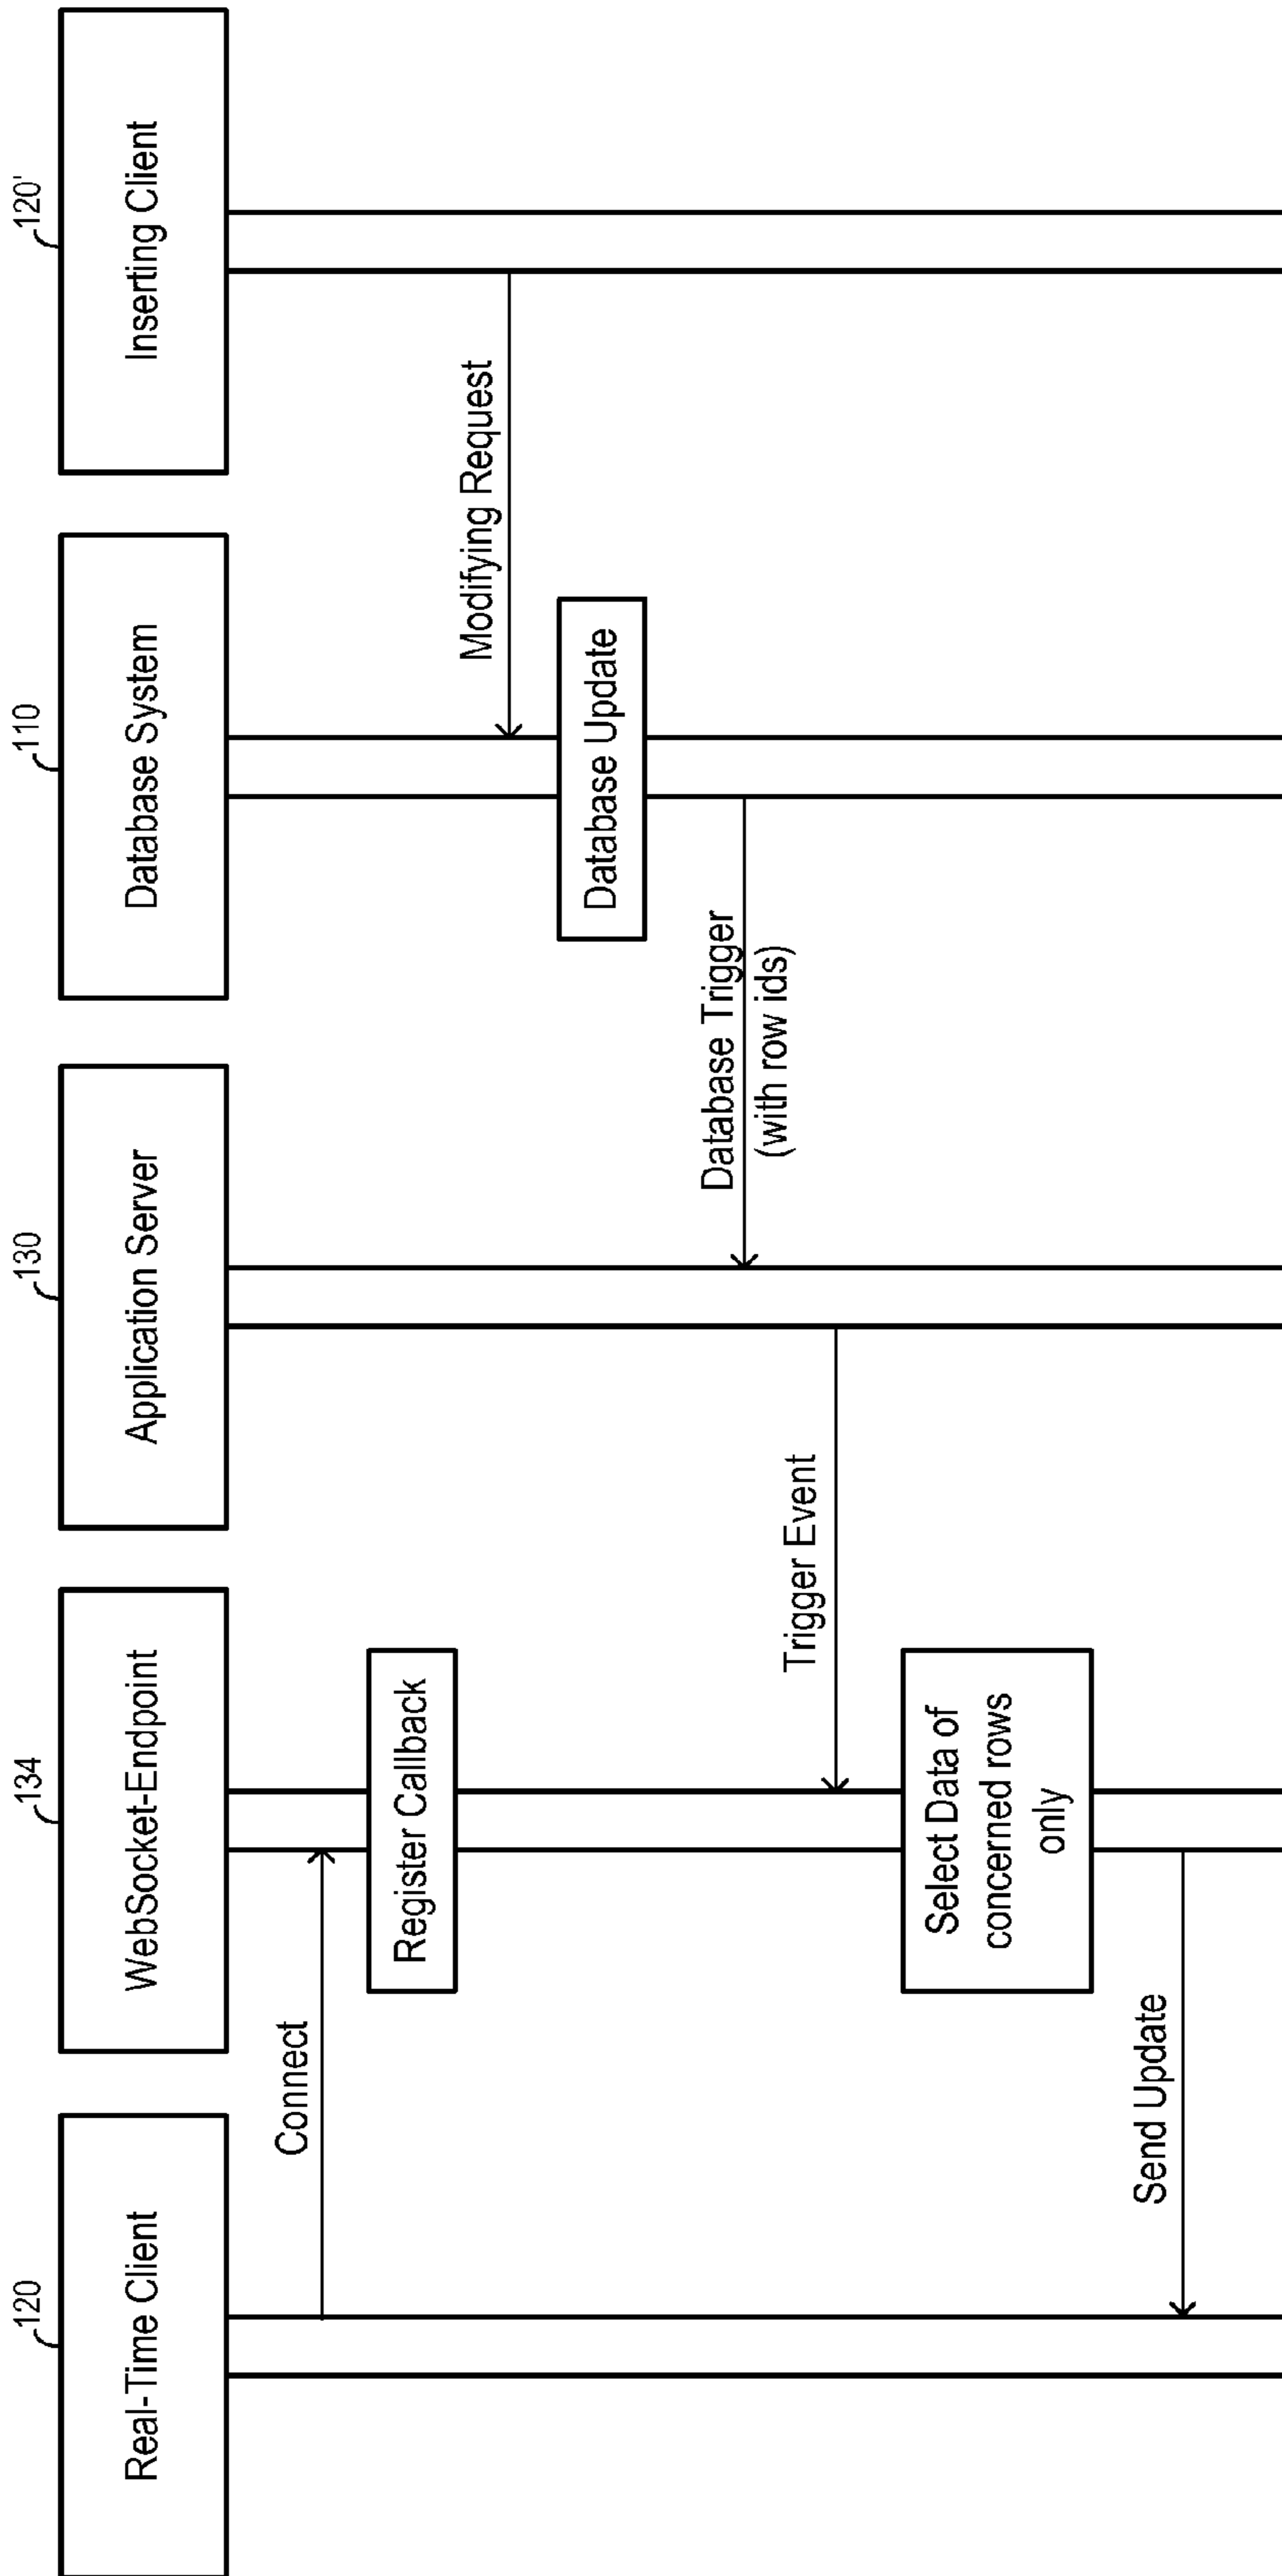 120
134
130
110
120'
Real-Time Client
WebSocket-Endpoint
Application Server
Database System
Inserting Client
Connect
Register Callback
Modifying Request
Database Update
Database Trigger
(with row ids)
Trigger Event
Select Data of
concerned rows
only
Send Update